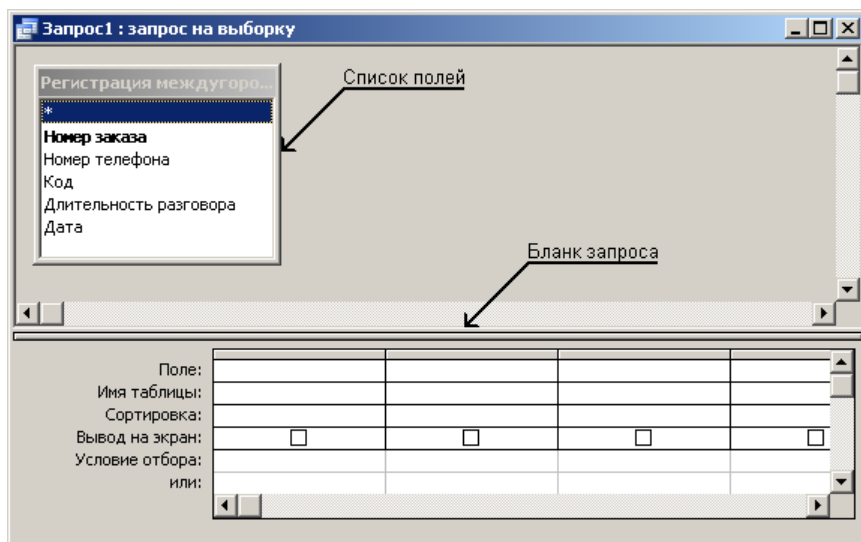 Запрос1 : запрос на выборку
Регистрация междугоро...
Список полей
*
Номер заказа
Номер телефона
Код
Длительность разговора
Дата
Бланк запроса
Поле:
Имя таблицы:
Сортировка:
Вывод на экран:
Условие отбора:
или: